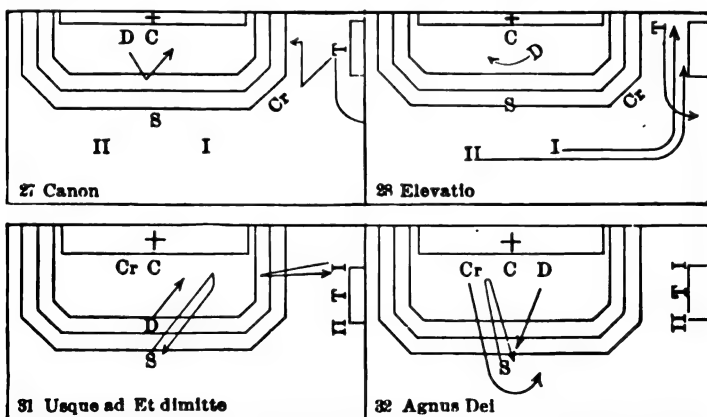 D C
T
Cr
S
II I
27 Canon
C
D
T
Cr
S
II I
28 Elevatio
Cr C
I
T
II
D
S
31 Usque ad Et dimitte
Cr C D
I
T
II
S
32 Agnus Dei